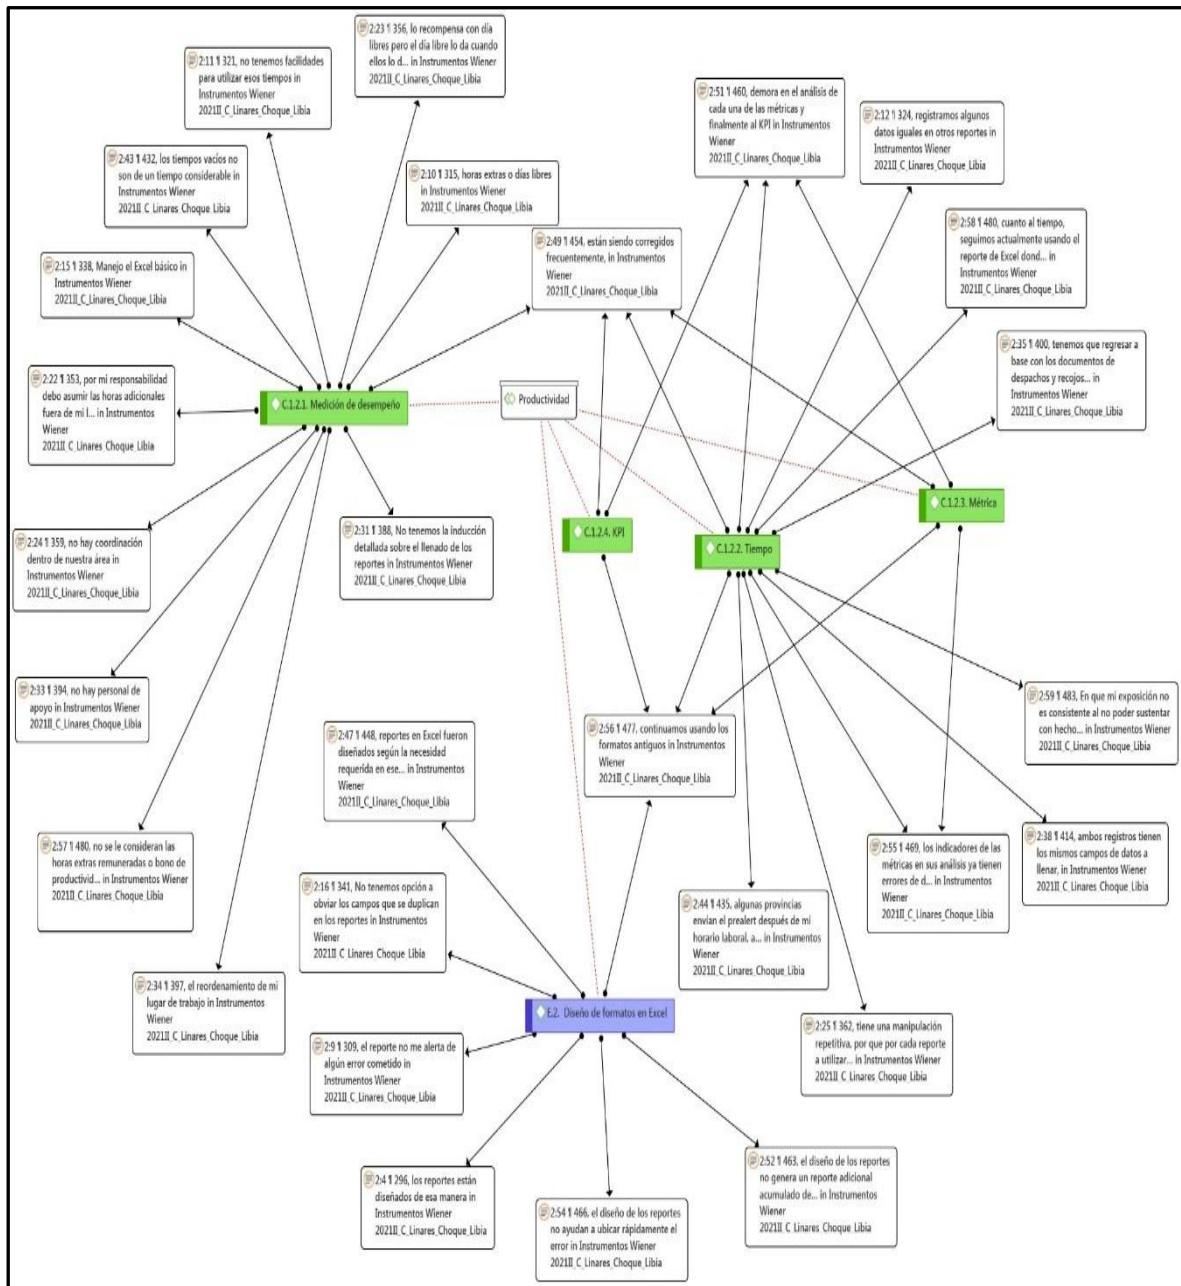 2:23 ¶ 356, lo recompensa con día
libres pero el día libre lo da cuando
ellos lo d... in Instrumentos Wiener
2021II_C_Linares_Choque_Libia
2:11 ¶ 321, no tenemos facilidades
para utilizar esos tiempos in
Instrumentos Wiener
2021II_C_Linares_Choque_Libia
2:51 ¶ 460, demora en el análisis de
cada una de las métricas y
finalmente al KPI in Instrumentos
Wiener
2021II_C_Linares_Choque_Libia
2:12 ¶ 324, registramos algunos
datos iguales en otros reportes in
Instrumentos Wiener
2021II_C_Linares_Choque_Libia
2:43 ¶ 432, los tiempos vacíos no
son de un tiempo considerable in
Instrumentos Wiener
2021II_C_Linares_Choque_Libia
2:10 ¶ 315, horas extras o días libres
in Instrumentos Wiener
2021II_C_Linares_Choque_Libia
2:58 ¶ 480, cuanto al tiempo,
seguimos actualmente usando el
reporte de Excel dond... in
Instrumentos Wiener
2021II_C_Linares_Choque_Libia
2:49 ¶ 454, están siendo corregidos
frecuentemente, in Instrumentos
Wiener
2021II_C_Linares_Choque_Libia
2:15 ¶ 338, Manejo el Excel básico in
Instrumentos Wiener
2021II_C_Linares_Choque_Libia
2:35 ¶ 400, tenemos que regresar a
base con los documentos de
despachos y recojos... in
Instrumentos Wiener
2021II_C_Linares_Choque_Libia
2:22 ¶ 353, por mi responsabilidad
debo asumir las horas adicionales
fuera de mi l... in Instrumentos
Wiener
2021II_C_Linares_Choque_Libia
C.1.2.1. Medición de desempeño
Productividad
C.1.2.3. Métrica
2:24 ¶ 359, no hay coordinación
dentro de nuestra área in
Instrumentos Wiener
2021II_C_Linares_Choque_Libia
2:31 ¶ 388, No tenemos la inducción
detallada sobre el llenado de los
reportes in Instrumentos Wiener
2021II_C_Linares_Choque_Libia
C.1.2.4. KPI
C.1.2.2. Tiempo
2:33 ¶ 394, no hay personal de
apoyo in Instrumentos Wiener
2021II_C_Linares_Choque_Libia
2:59 ¶ 483, En que mi exposición no
es consistente al no poder sustentar
con hecho... in Instrumentos Wiener
2021II_C_Linares_Choque_Libia
2:47 ¶ 448, reportes en Excel fueron
diseñados según la necesidad
requerida en ese... in Instrumentos
Wiener
2021II_C_Linares_Choque_Libia
2:56 ¶ 477, continuamos usando los
formatos antiguos in Instrumentos
Wiener
2021II_C_Linares_Choque_Libia
2:57 ¶ 480, no se le consideran las
horas extras remuneradas o bono de
productivid... in Instrumentos
Wiener
2021II_C_Linares_Choque_Libia
2:55 ¶ 469, los indicadores de las
métricas en sus análisis ya tienen
errores de d... in Instrumentos
Wiener
2021II_C_Linares_Choque_Libia
2:38 ¶ 414, ambos registros tienen
los mismos campos de datos a
llenar, in Instrumentos Wiener
2021II_C_Linares_Choque_Libia
2:16 ¶ 341, No tenemos opción a
obviar los campos que se duplican
en los reportes in Instrumentos
Wiener
2021II_C_Linares_Choque_Libia
2:44 ¶ 435, algunas provincias
envían el prealert después de mi
horario laboral, a... in Instrumentos
Wiener
2021II_C_Linares_Choque_Libia
2:34 ¶ 397, el reordenamiento de mi
lugar de trabajo in Instrumentos
Wiener
2021II_C_Linares_Choque_Libia
E.2. Diseño de formatos en Excel
2:25 ¶ 362, tiene una manipulación
repetitiva, por que por cada reporte
a utilizar... in Instrumentos Wiener
2021II_C_Linares_Choque_Libia
2:9 ¶ 309, el reporte no me alerta de
algún error cometido in
Instrumentos Wiener
2021II_C_Linares_Choque_Libia
2:4 ¶ 296, los reportes están
diseñados de esa manera in
Instrumentos Wiener
2021II_C_Linares_Choque_Libia
2:52 ¶ 463, el diseño de los reportes
no genera un reporte adicional
acumulado de... in Instrumentos
Wiener
2021II_C_Linares_Choque_Libia
2:54 ¶ 466, el diseño de los reportes
no ayudan a ubicar rápidamente el
error in Instrumentos Wiener
2021II_C_Linares_Choque_Libia